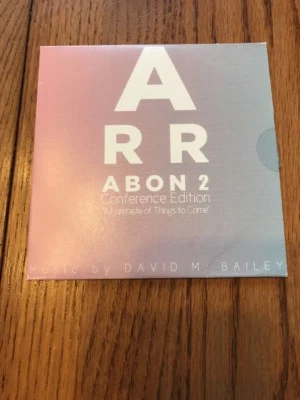 A
R R
ABON 2
Conference Edition
"A Foretaste of Things to Come"
Music by DAVID M. BAILEY